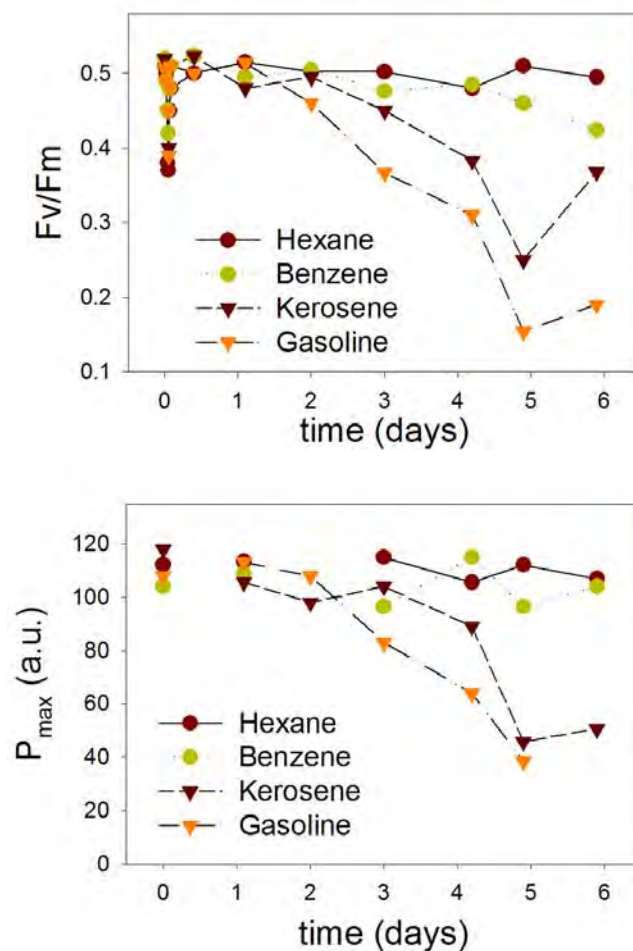 0.5
0.4
0.3
0.2
0.1
Fv/Fm
Hexane
Benzene
Kerosene
Gasoline
0 1 2 3 4 5 6
time (days)
120
100
80
60
40
20
0
Pmax (a.u.)
Hexane
Benzene
Kerosene
Gasoline
0 1 2 3 4 5 6
time (days)